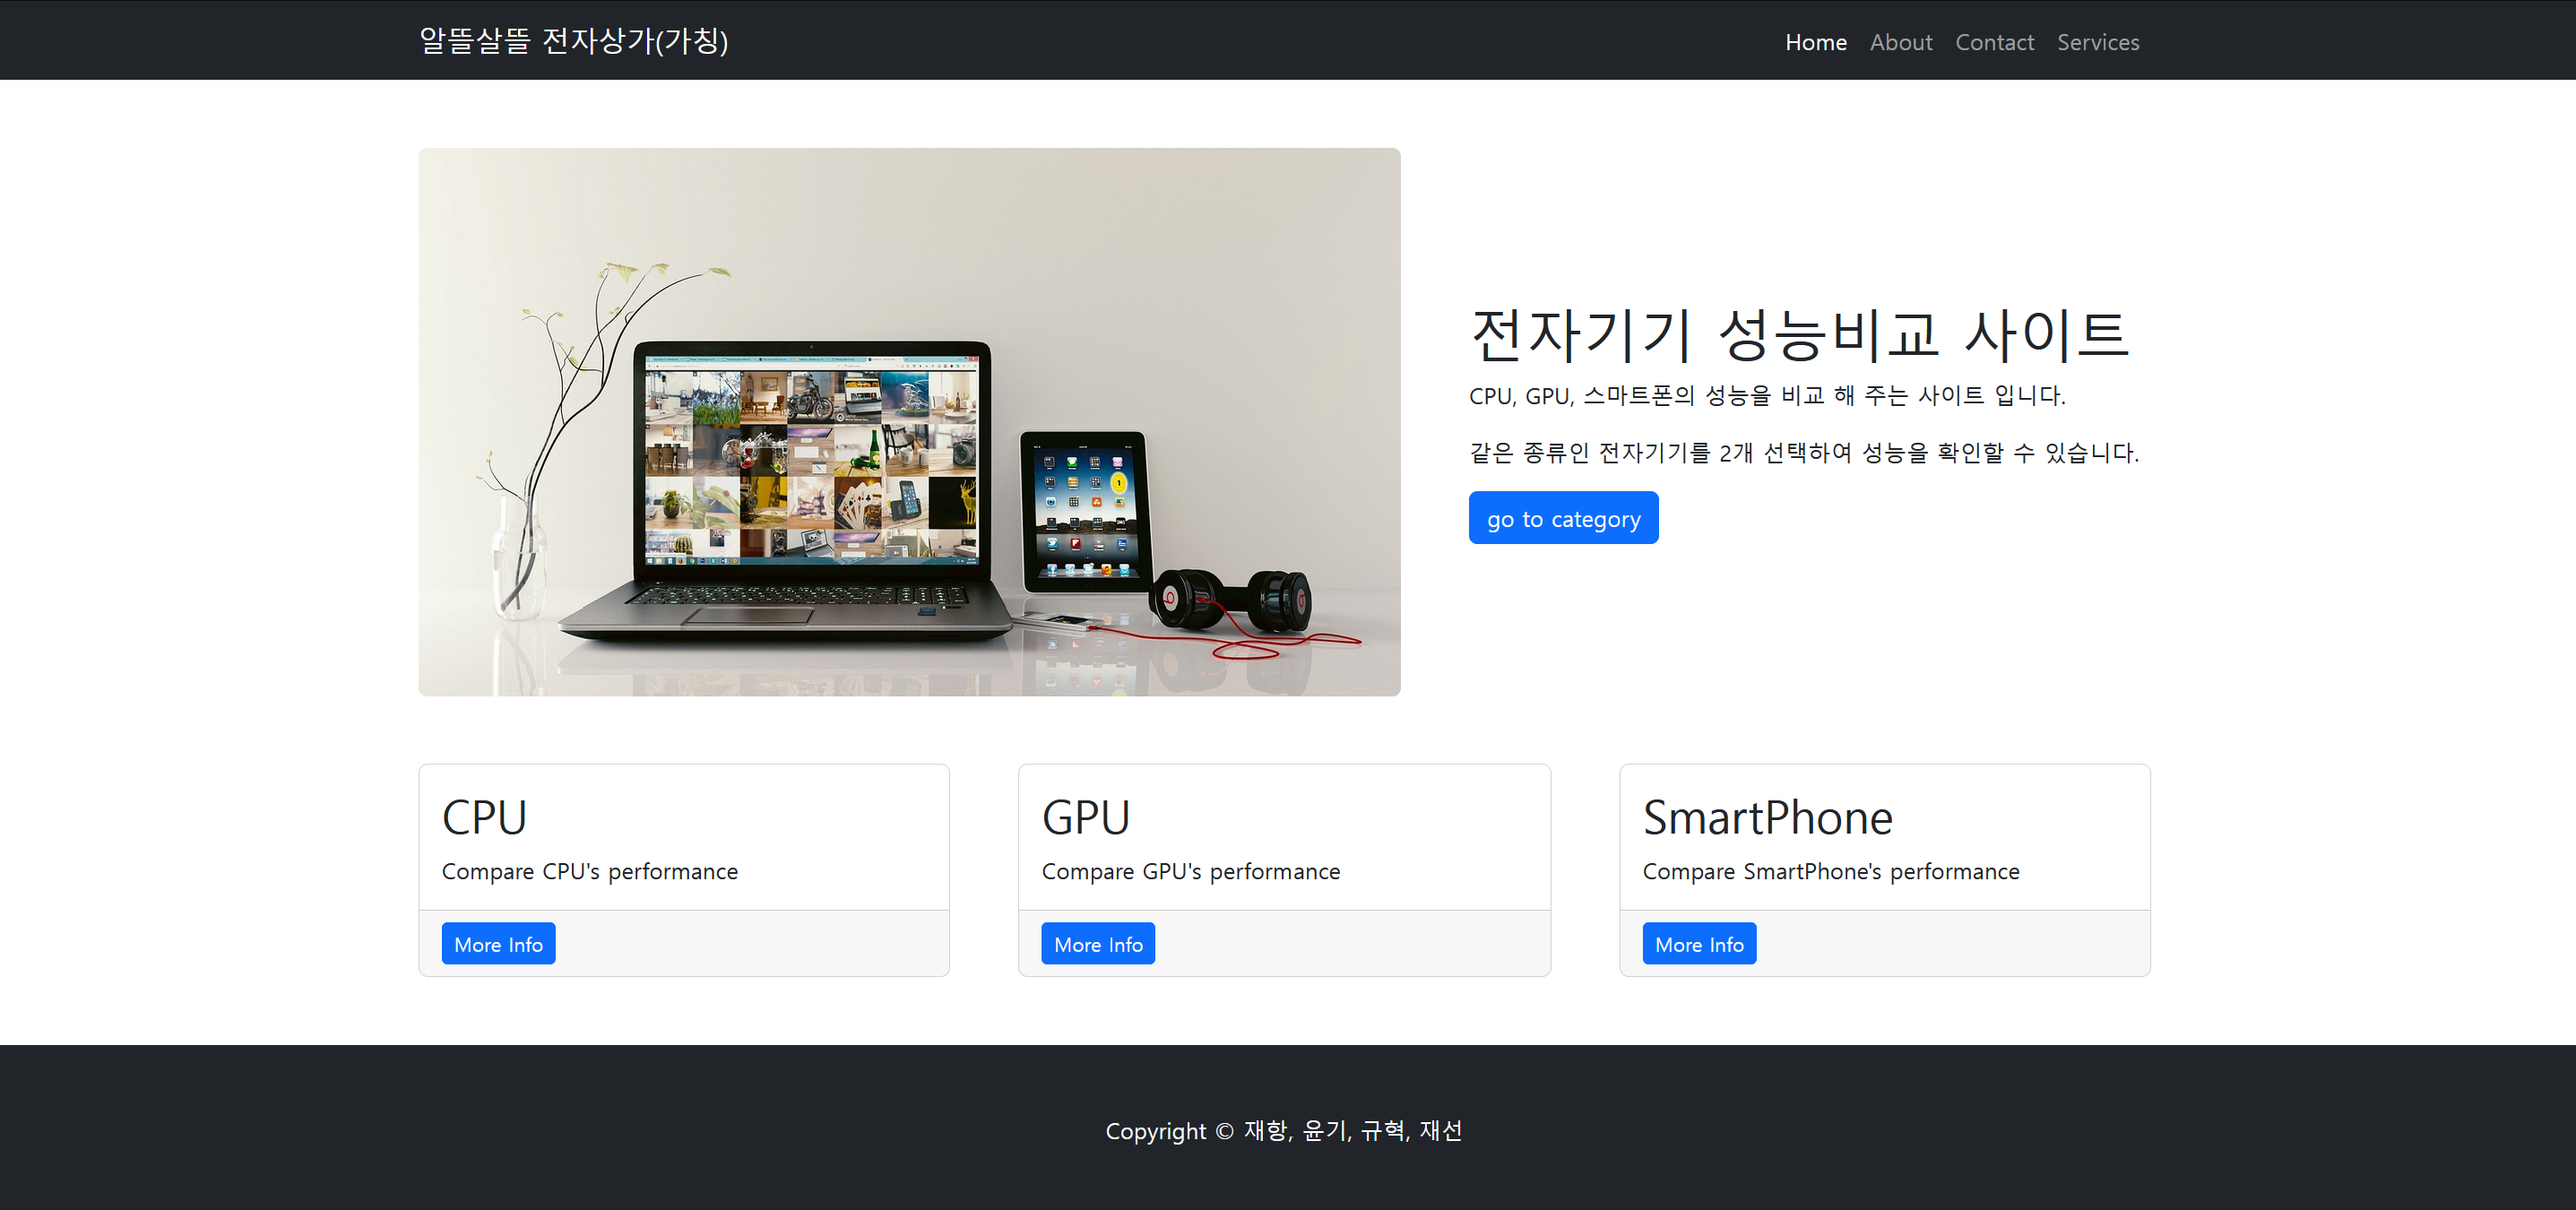 알뜰살뜰 전자상가(가칭)
Home About Contact Services
전자기기 성능비교 사이트
CPU, GPU, 스마트폰의 성능을 비교 해 주는 사이트 입니다.
같은 종류인 전자기기를 2개 선택하여 성능을 확인할 수 있습니다.
go to category
CPU
Compare CPU's performance
More Info
GPU
Compare GPU's performance
More Info
SmartPhone
Compare SmartPhone's performance
More Info
Copyright © 재항, 윤기, 규혁, 재선